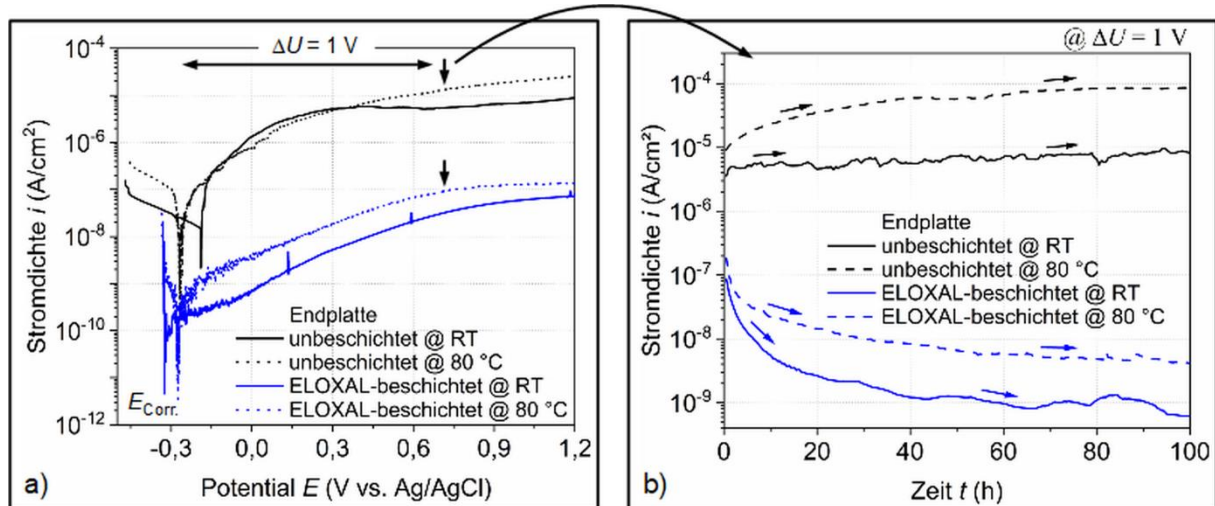 ΔU = 1 V
10⁻⁴
10⁻⁶
10⁻⁸
10⁻¹⁰
10⁻¹²
Stromdichte i (A/cm²)
Endplatte
unbeschichtet @ RT
unbeschichtet @ 80 °C
ELOXAL-beschichtet @ RT
ELOXAL-beschichtet @ 80 °C
E_Corr.
-0,3 0,0 0,3 0,6 0,9 1,2
a) Potential E (V vs. Ag/AgCl)
@ ΔU = 1 V
10⁻⁴
10⁻⁵
10⁻⁶
10⁻⁷
10⁻⁸
10⁻⁹
Stromdichte i (A/cm²)
Endplatte
unbeschichtet @ RT
unbeschichtet @ 80 °C
ELOXAL-beschichtet @ RT
ELOXAL-beschichtet @ 80 °C
0 20 40 60 80 100
b) Zeit t (h)